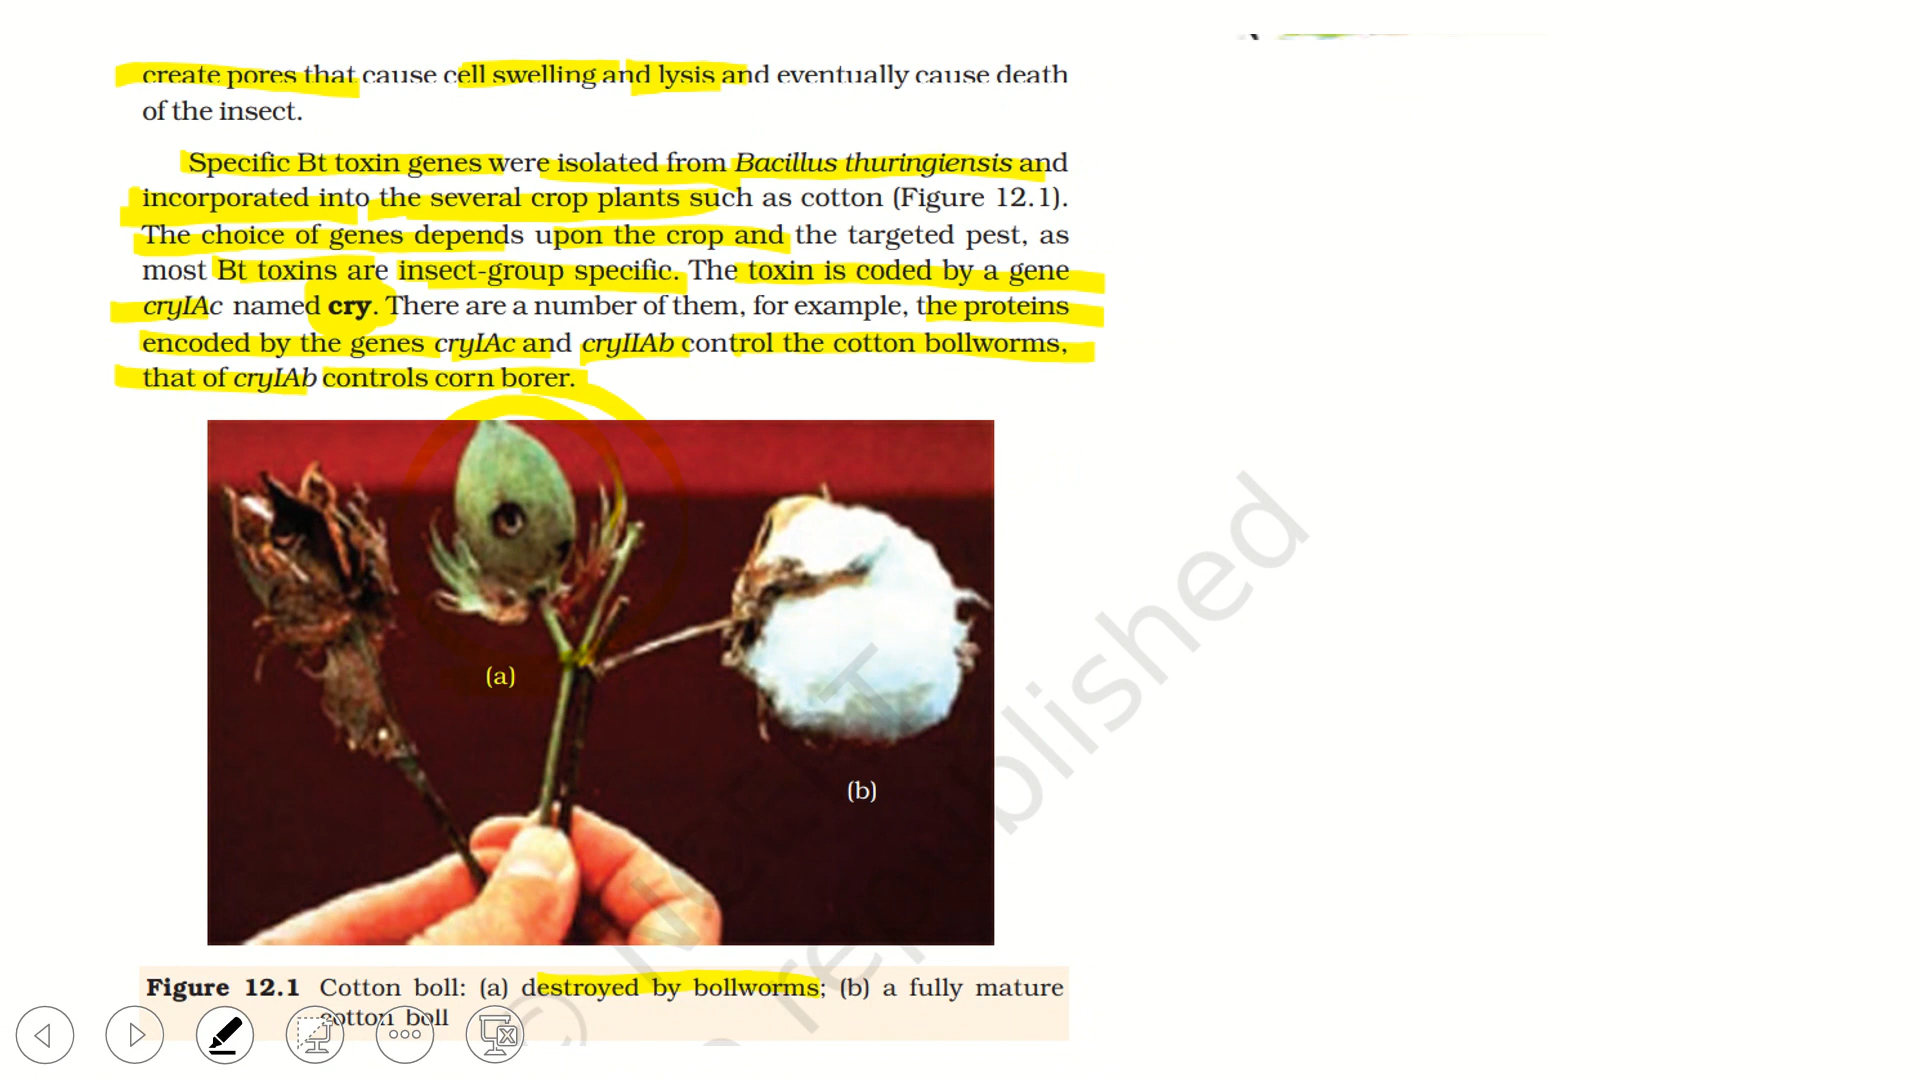 create pores that cause cell swelling and lysis and eventually cause death
of the insect.
Specific Bt toxin genes were isolated from Bacillus thuringiensis and
incorporated into the several crop plants such as cotton (Figure 12.1).
The choice of genes depends upon the crop and the targeted pest, as
most Bt toxins are insect-group specific. The toxin is coded by a gene
cryIAc named cry. There are a number of them, for example, the proteins
encoded by the genes cryIAc and cryIIAb control the cotton bollworms,
that of cryIAb controls corn borer.
(a)
(b)
Figure 12.1 Cotton boll: (a) destroyed by bollworms; (b) a fully mature
cotton boll
republished